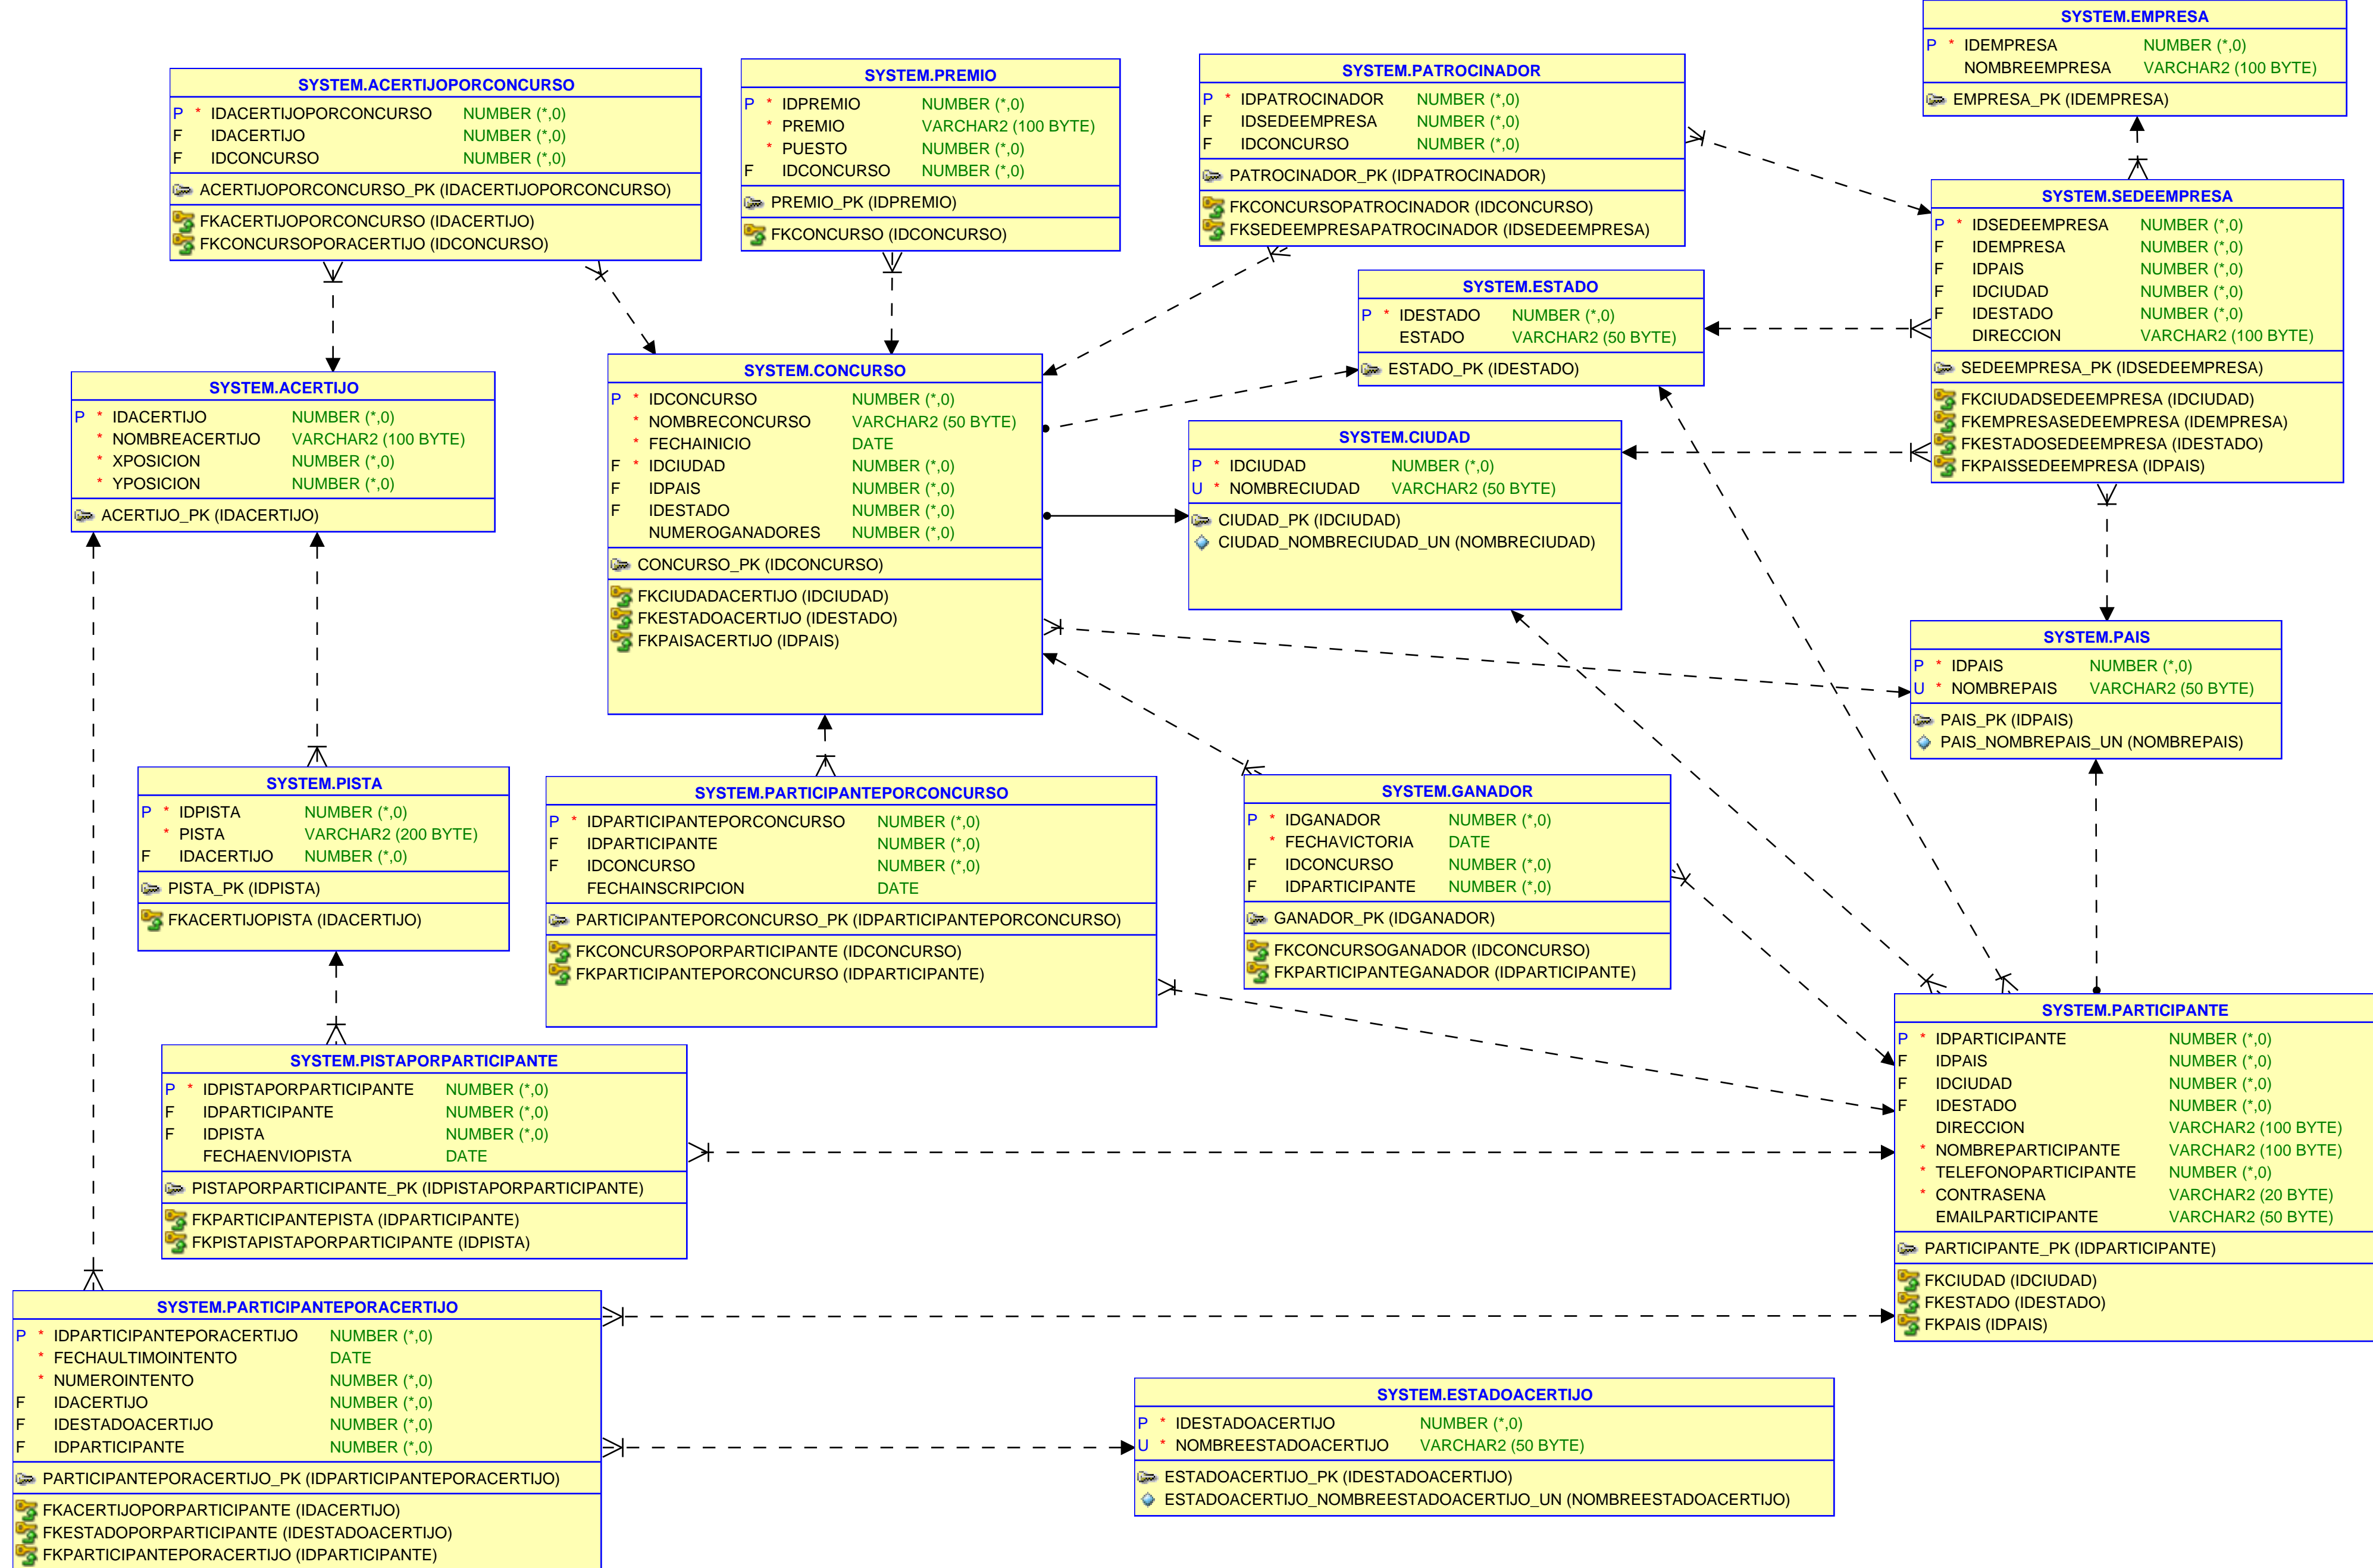 SYSTEM.EMPRESA
P * IDEMPRESA NUMBER (*,0)
NOMBREEMPRESA VARCHAR2 (100 BYTE)
EMPRESA_PK (IDEMPRESA)
SYSTEM.ACERTIJOPORCONCURSO
P * IDACERTIJOPORCONCURSO NUMBER (*,0)
F IDACERTIJO NUMBER (*,0)
F IDCONCURSO NUMBER (*,0)
ACERTIJOPORCONCURSO_PK (IDACERTIJOPORCONCURSO)
FKACERTIJOPORCONCURSO (IDACERTIJO)
FKCONCURSOPORACERTIJO (IDCONCURSO)
SYSTEM.PREMIO
P * IDPREMIO NUMBER (*,0)
* PREMIO VARCHAR2 (100 BYTE)
* PUESTO NUMBER (*,0)
F IDCONCURSO NUMBER (*,0)
PREMIO_PK (IDPREMIO)
FKCONCURSO (IDCONCURSO)
SYSTEM.PATROCINADOR
P * IDPATROCINADOR NUMBER (*,0)
F IDSEDEEMPRESA NUMBER (*,0)
F IDCONCURSO NUMBER (*,0)
PATROCINADOR_PK (IDPATROCINADOR)
FKCONCURSOPATROCINADOR (IDCONCURSO)
FKSEDEEMPRESAPATROCINADOR (IDSEDEEMPRESA)
SYSTEM.SEDEEMPRESA
P * IDSEDEEMPRESA NUMBER (*,0)
F IDEMPRESA NUMBER (*,0)
F IDPAIS NUMBER (*,0)
F IDCIUDAD NUMBER (*,0)
F IDESTADO NUMBER (*,0)
DIRECCION VARCHAR2 (100 BYTE)
SEDEEMPRESA_PK (IDSEDEEMPRESA)
FKCIUDADSEDEEMPRESA (IDCIUDAD)
FKEMPRESASEDEEMPRESA (IDEMPRESA)
FKESTADOSEDEEMPRESA (IDESTADO)
FKPAISSEDEEMPRESA (IDPAIS)
SYSTEM.ESTADO
P * IDESTADO NUMBER (*,0)
ESTADO VARCHAR2 (50 BYTE)
ESTADO_PK (IDESTADO)
SYSTEM.ACERTIJO
P * IDACERTIJO NUMBER (*,0)
* NOMBREACERTIJO VARCHAR2 (100 BYTE)
* XPOSICION NUMBER (*,0)
* YPOSICION NUMBER (*,0)
ACERTIJO_PK (IDACERTIJO)
SYSTEM.CONCURSO
P * IDCONCURSO NUMBER (*,0)
* NOMBRECONCURSO VARCHAR2 (50 BYTE)
* FECHAINICIO DATE
F * IDCIUDAD NUMBER (*,0)
F IDPAIS NUMBER (*,0)
F IDESTADO NUMBER (*,0)
NUMEROGANADORES NUMBER (*,0)
CONCURSO_PK (IDCONCURSO)
FKCIUDADACERTIJO (IDCIUDAD)
FKESTADOACERTIJO (IDESTADO)
FKPAISACERTIJO (IDPAIS)
SYSTEM.CIUDAD
P * IDCIUDAD NUMBER (*,0)
U * NOMBRECIUDAD VARCHAR2 (50 BYTE)
CIUDAD_PK (IDCIUDAD)
CIUDAD_NOMBRECIUDAD_UN (NOMBRECIUDAD)
SYSTEM.PAIS
P * IDPAIS NUMBER (*,0)
U * NOMBREPAIS VARCHAR2 (50 BYTE)
PAIS_PK (IDPAIS)
PAIS_NOMBREPAIS_UN (NOMBREPAIS)
SYSTEM.PISTA
P * IDPISTA NUMBER (*,0)
* PISTA VARCHAR2 (200 BYTE)
F IDACERTIJO NUMBER (*,0)
PISTA_PK (IDPISTA)
FKACERTIJOPISTA (IDACERTIJO)
SYSTEM.PARTICIPANTEPORCONCURSO
P * IDPARTICIPANTEPORCONCURSO NUMBER (*,0)
F IDPARTICIPANTE NUMBER (*,0)
F IDCONCURSO NUMBER (*,0)
FECHAINSCRIPCION DATE
PARTICIPANTEPORCONCURSO_PK (IDPARTICIPANTEPORCONCURSO)
FKCONCURSOPORPARTICIPANTE (IDCONCURSO)
FKPARTICIPANTEPORCONCURSO (IDPARTICIPANTE)
SYSTEM.GANADOR
P * IDGANADOR NUMBER (*,0)
* FECHAVICTORIA DATE
F IDCONCURSO NUMBER (*,0)
F IDPARTICIPANTE NUMBER (*,0)
GANADOR_PK (IDGANADOR)
FKCONCURSOGANADOR (IDCONCURSO)
FKPARTICIPANTEGANADOR (IDPARTICIPANTE)
SYSTEM.PARTICIPANTE
P * IDPARTICIPANTE NUMBER (*,0)
F IDPAIS NUMBER (*,0)
F IDCIUDAD NUMBER (*,0)
F IDESTADO NUMBER (*,0)
DIRECCION VARCHAR2 (100 BYTE)
* NOMBREPARTICIPANTE VARCHAR2 (100 BYTE)
* TELEFONOPARTICIPANTE NUMBER (*,0)
* CONTRASENA VARCHAR2 (20 BYTE)
EMAILPARTICIPANTE VARCHAR2 (50 BYTE)
PARTICIPANTE_PK (IDPARTICIPANTE)
FKCIUDAD (IDCIUDAD)
FKESTADO (IDESTADO)
FKPAIS (IDPAIS)
SYSTEM.PISTAPORPARTICIPANTE
P * IDPISTAPORPARTICIPANTE NUMBER (*,0)
F IDPARTICIPANTE NUMBER (*,0)
F IDPISTA NUMBER (*,0)
FECHAENVIOPISTA DATE
PISTAPORPARTICIPANTE_PK (IDPISTAPORPARTICIPANTE)
FKPARTICIPANTEPISTA (IDPARTICIPANTE)
FKPISTAPISTAPORPARTICIPANTE (IDPISTA)
SYSTEM.PARTICIPANTEPORACERTIJO
P * IDPARTICIPANTEPORACERTIJO NUMBER (*,0)
* FECHAULTIMOINTENTO DATE
* NUMEROINTENTO NUMBER (*,0)
F IDACERTIJO NUMBER (*,0)
F IDESTADOACERTIJO NUMBER (*,0)
F IDPARTICIPANTE NUMBER (*,0)
PARTICIPANTEPORACERTIJO_PK (IDPARTICIPANTEPORACERTIJO)
FKACERTIJOPORPARTICIPANTE (IDACERTIJO)
FKESTADOPORPARTICIPANTE (IDESTADOACERTIJO)
FKPARTICIPANTEPORACERTIJO (IDPARTICIPANTE)
SYSTEM.ESTADOACERTIJO
P * IDESTADOACERTIJO NUMBER (*,0)
U * NOMBREESTADOACERTIJO VARCHAR2 (50 BYTE)
ESTADOACERTIJO_PK (IDESTADOACERTIJO)
ESTADOACERTIJO_NOMBREESTADOACERTIJO_UN (NOMBREESTADOACERTIJO)